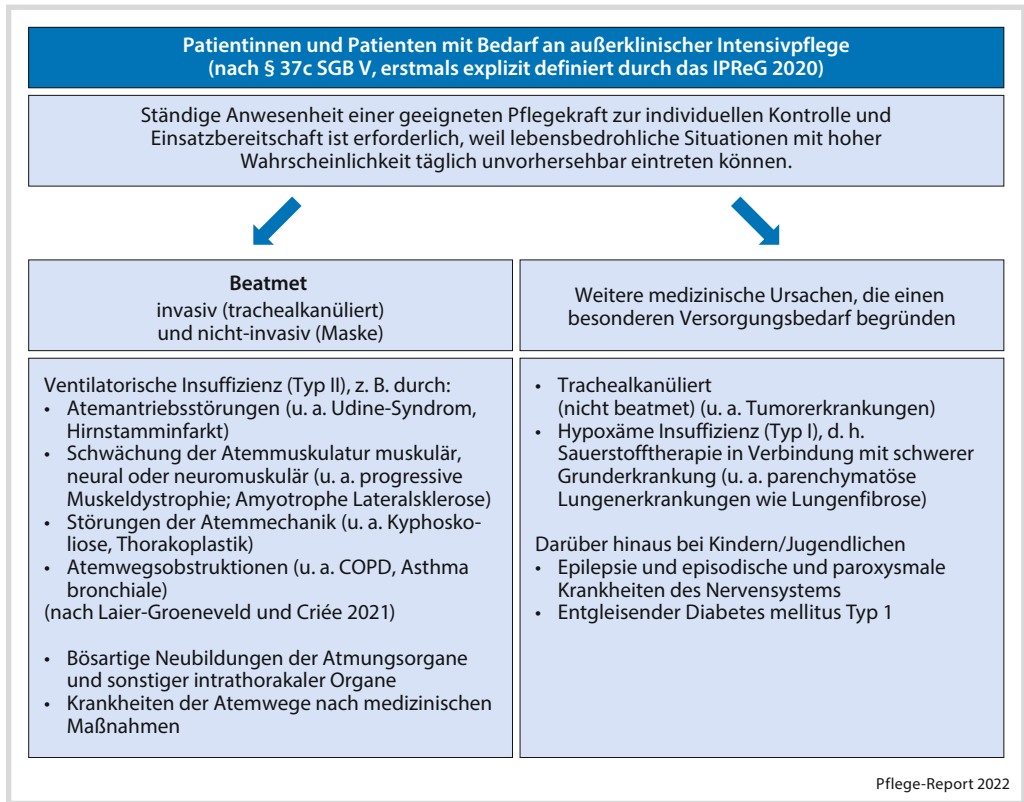 Patientinnen und Patienten mit Bedarf an außerklinischer Intensivpflege
(nach § 37c SGB V, erstmals explizit definiert durch das IPReG 2020)
Ständige Anwesenheit einer geeigneten Pflegekraft zur individuellen Kontrolle und
Einsatzbereitschaft ist erforderlich, weil lebensbedrohliche Situationen mit hoher
Wahrscheinlichkeit täglich unvorhersehbar eintreten können.
Beatmet
invasiv (trachealkanüliert)
und nicht-invasiv (Maske)
Ventilatorische Insuffizienz (Typ II), z. B. durch:
• Atemantriebsstörungen (u. a. Udine-Syndrom,
Hirnstamminfarkt)
• Schwächung der Atemmuskulatur muskulär,
neural oder neuromuskulär (u. a. progressive
Muskeldystrophie; Amyotrophe Lateralsklerose)
• Störungen der Atemmechanik (u. a. Kyphosko-
liose, Thorakoplastik)
• Atemwegsobstruktionen (u. a. COPD, Asthma
bronchiale)
(nach Laier-Groeneveld und Criée 2021)
• Bösartige Neubildungen der Atmungsorgane
und sonstiger intrathorakaler Organe
• Krankheiten der Atemwege nach medizinischen
Maßnahmen
Weitere medizinische Ursachen, die einen
besonderen Versorgungsbedarf begründen
• Trachealkanüliert
(nicht beatmet) (u. a. Tumorerkrankungen)
• Hypoxäme Insuffizienz (Typ I), d. h.
Sauerstofftherapie in Verbindung mit schwerer
Grunderkrankung (u. a. parenchymatöse
Lungenerkrankungen wie Lungenfibrose)
Darüber hinaus bei Kindern/Jugendlichen
• Epilepsie und episodische und paroxysmale
Krankheiten des Nervensystems
• Entgleisender Diabetes mellitus Typ 1
Pflege-Report 2022